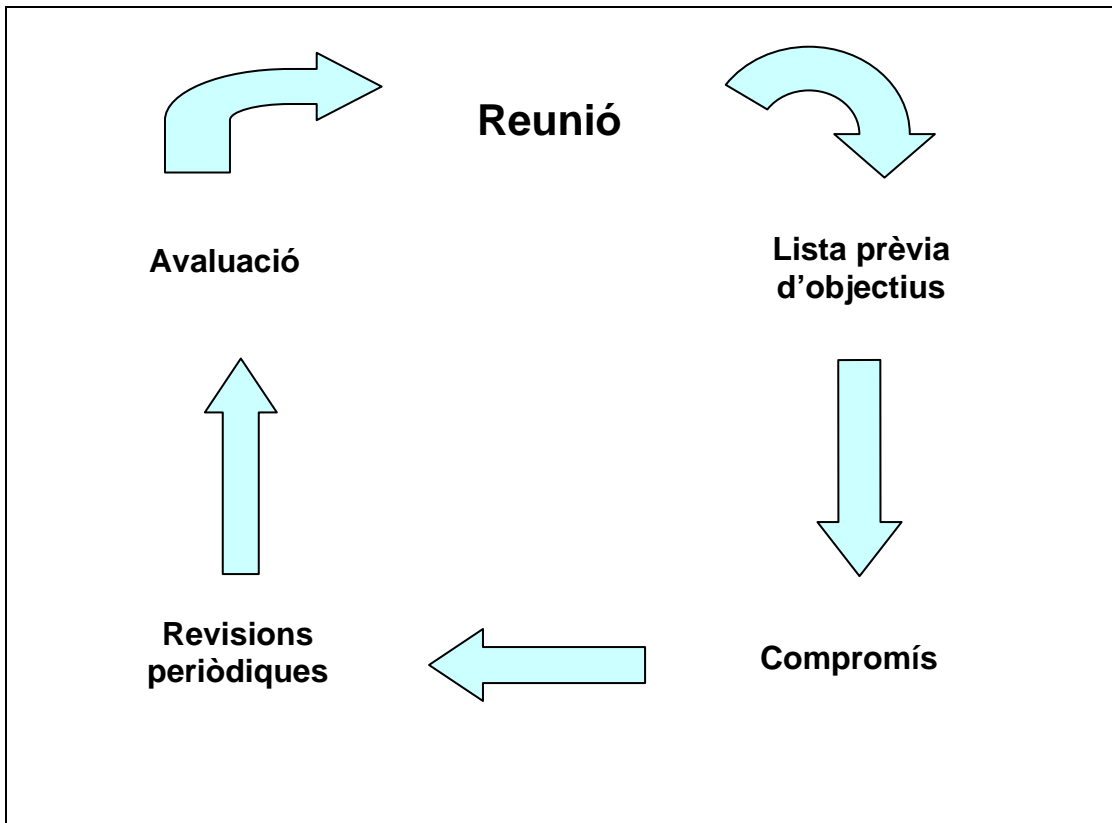 Reunió
Avaluació
Lista prèvia
d’objectius
Revisions
periòdiques
Compromís